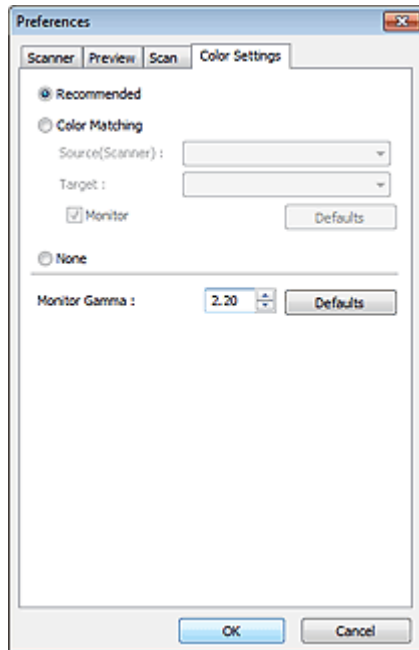 Preferences
Scanner Preview Scan Color Settings
Recommended
Color Matching
Source(Scanner) :
Target :
Monitor Defaults
None
Monitor Gamma : 2.20 Defaults
OK Cancel